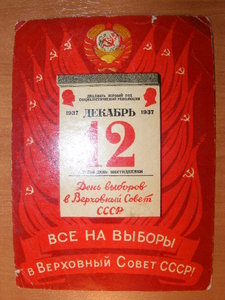 двадцать первый год
социалистической революции
1937 ДЕКАБРЬ 1937
12
День выборов
в Верховный Совет
СССР
ВСЕ НА ВЫБОРЫ
в ВЕРХОВНЫЙ СОВЕТ СССР!